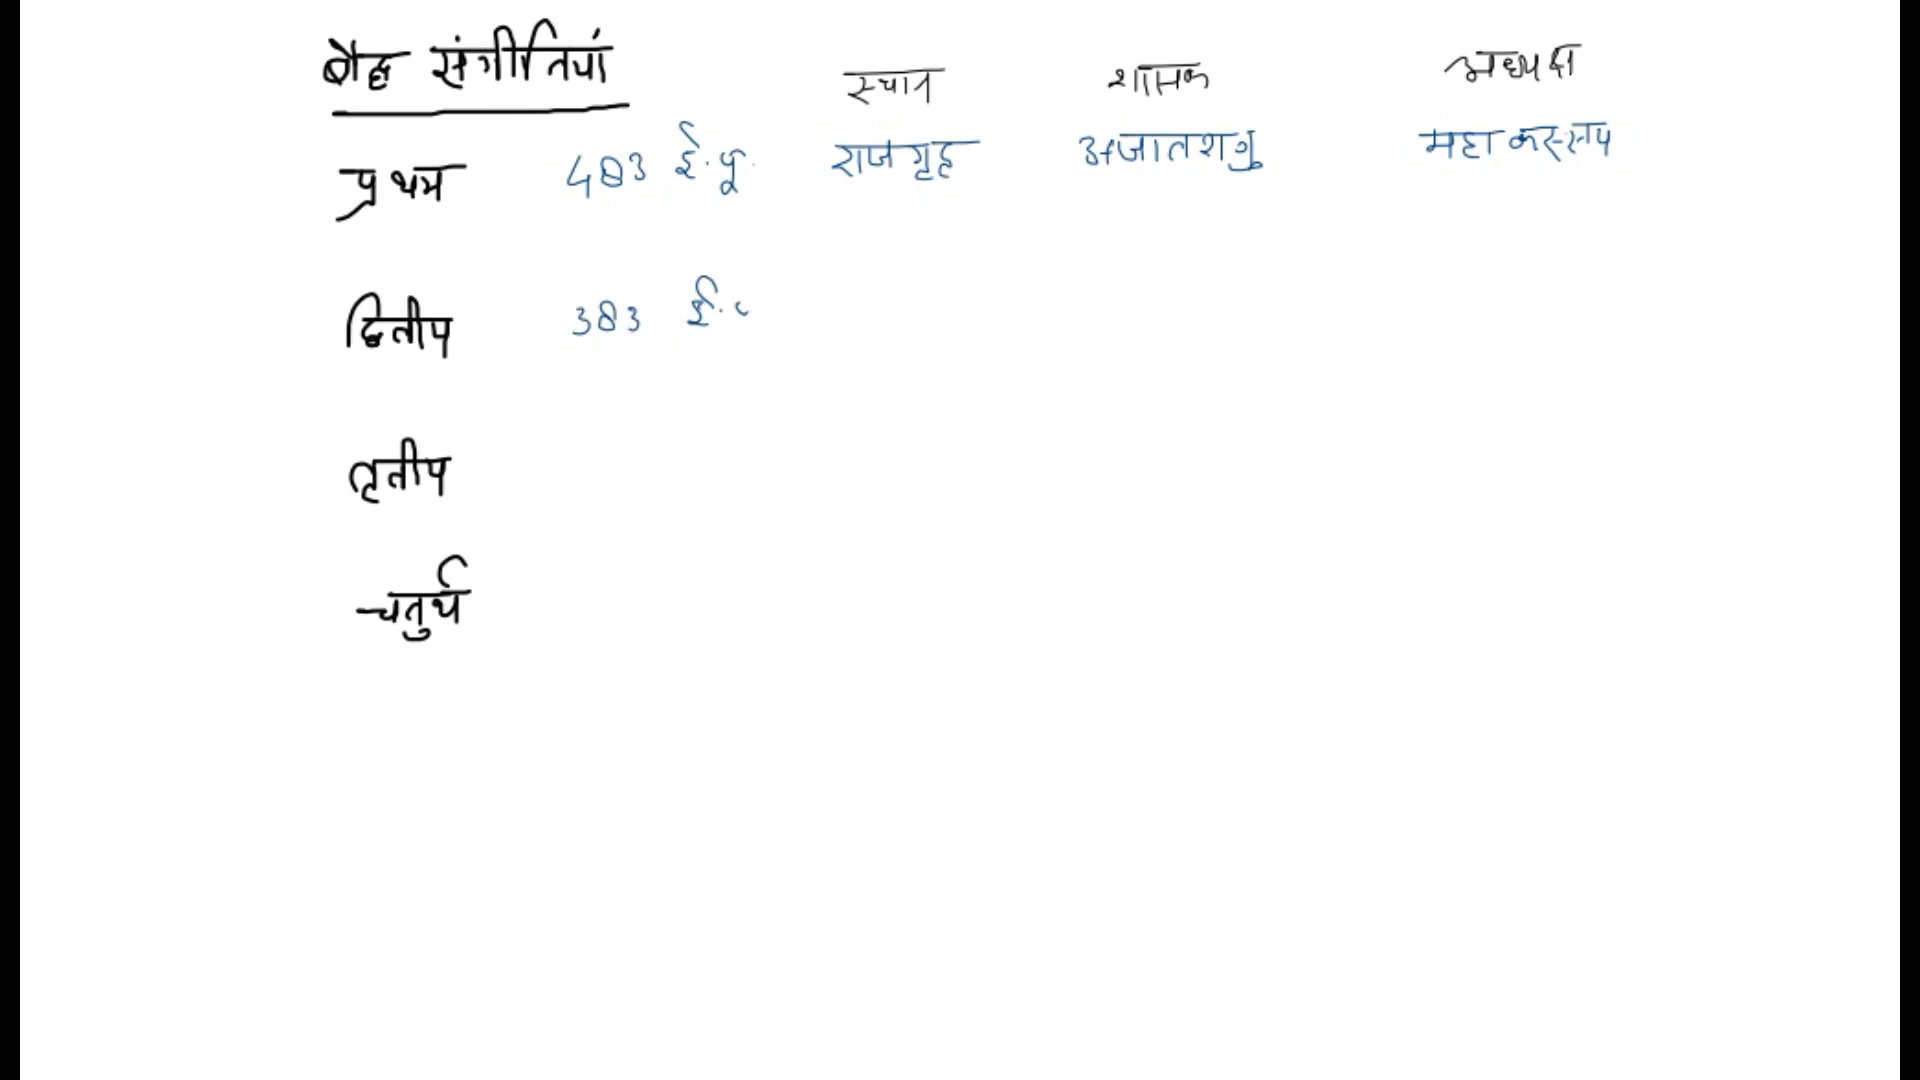 बौद्ध संगीतियां स्थान शासक अध्यक्ष
प्रथम 483 ई.पू. राजगृह अजातशत्रु महाकस्सप
द्वितीय 383 ई.
तृतीय
चतुर्थ